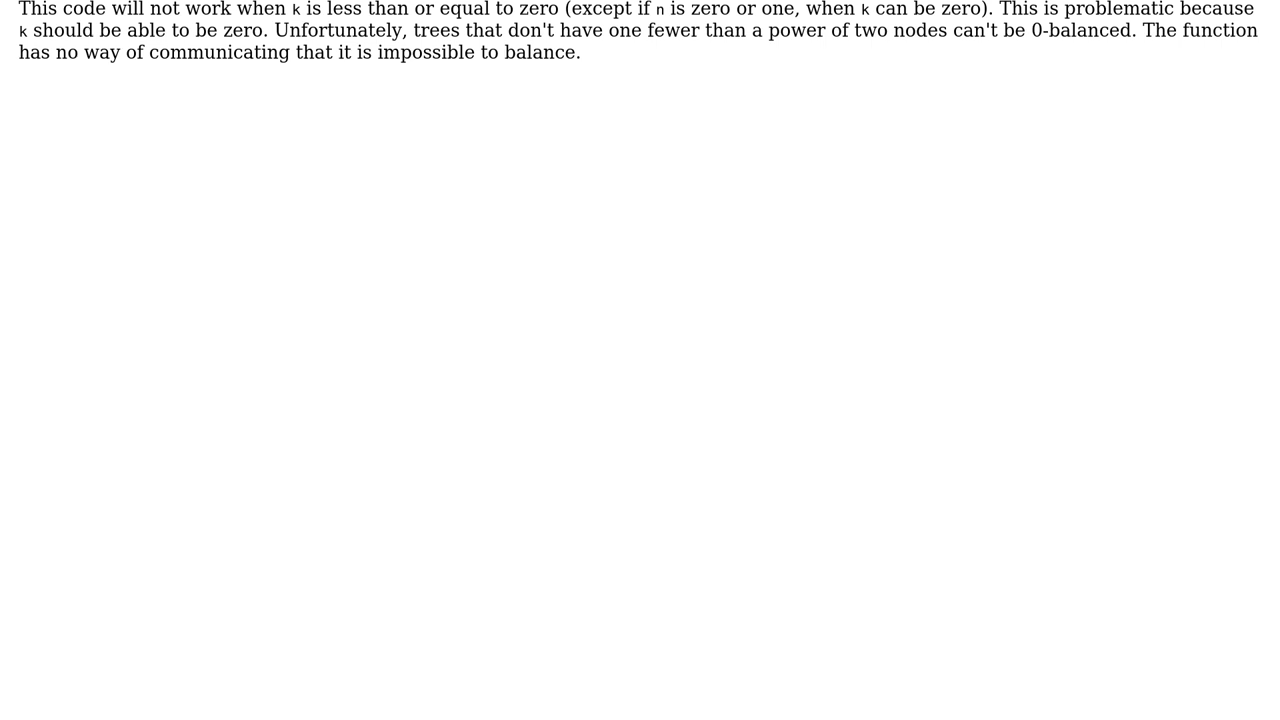 This code will not work when k is less than or equal to zero (except if n is zero or one, when k can be zero). This is problematic because
k should be able to be zero. Unfortunately, trees that don't have one fewer than a power of two nodes can't be 0-balanced. The function
has no way of communicating that it is impossible to balance.